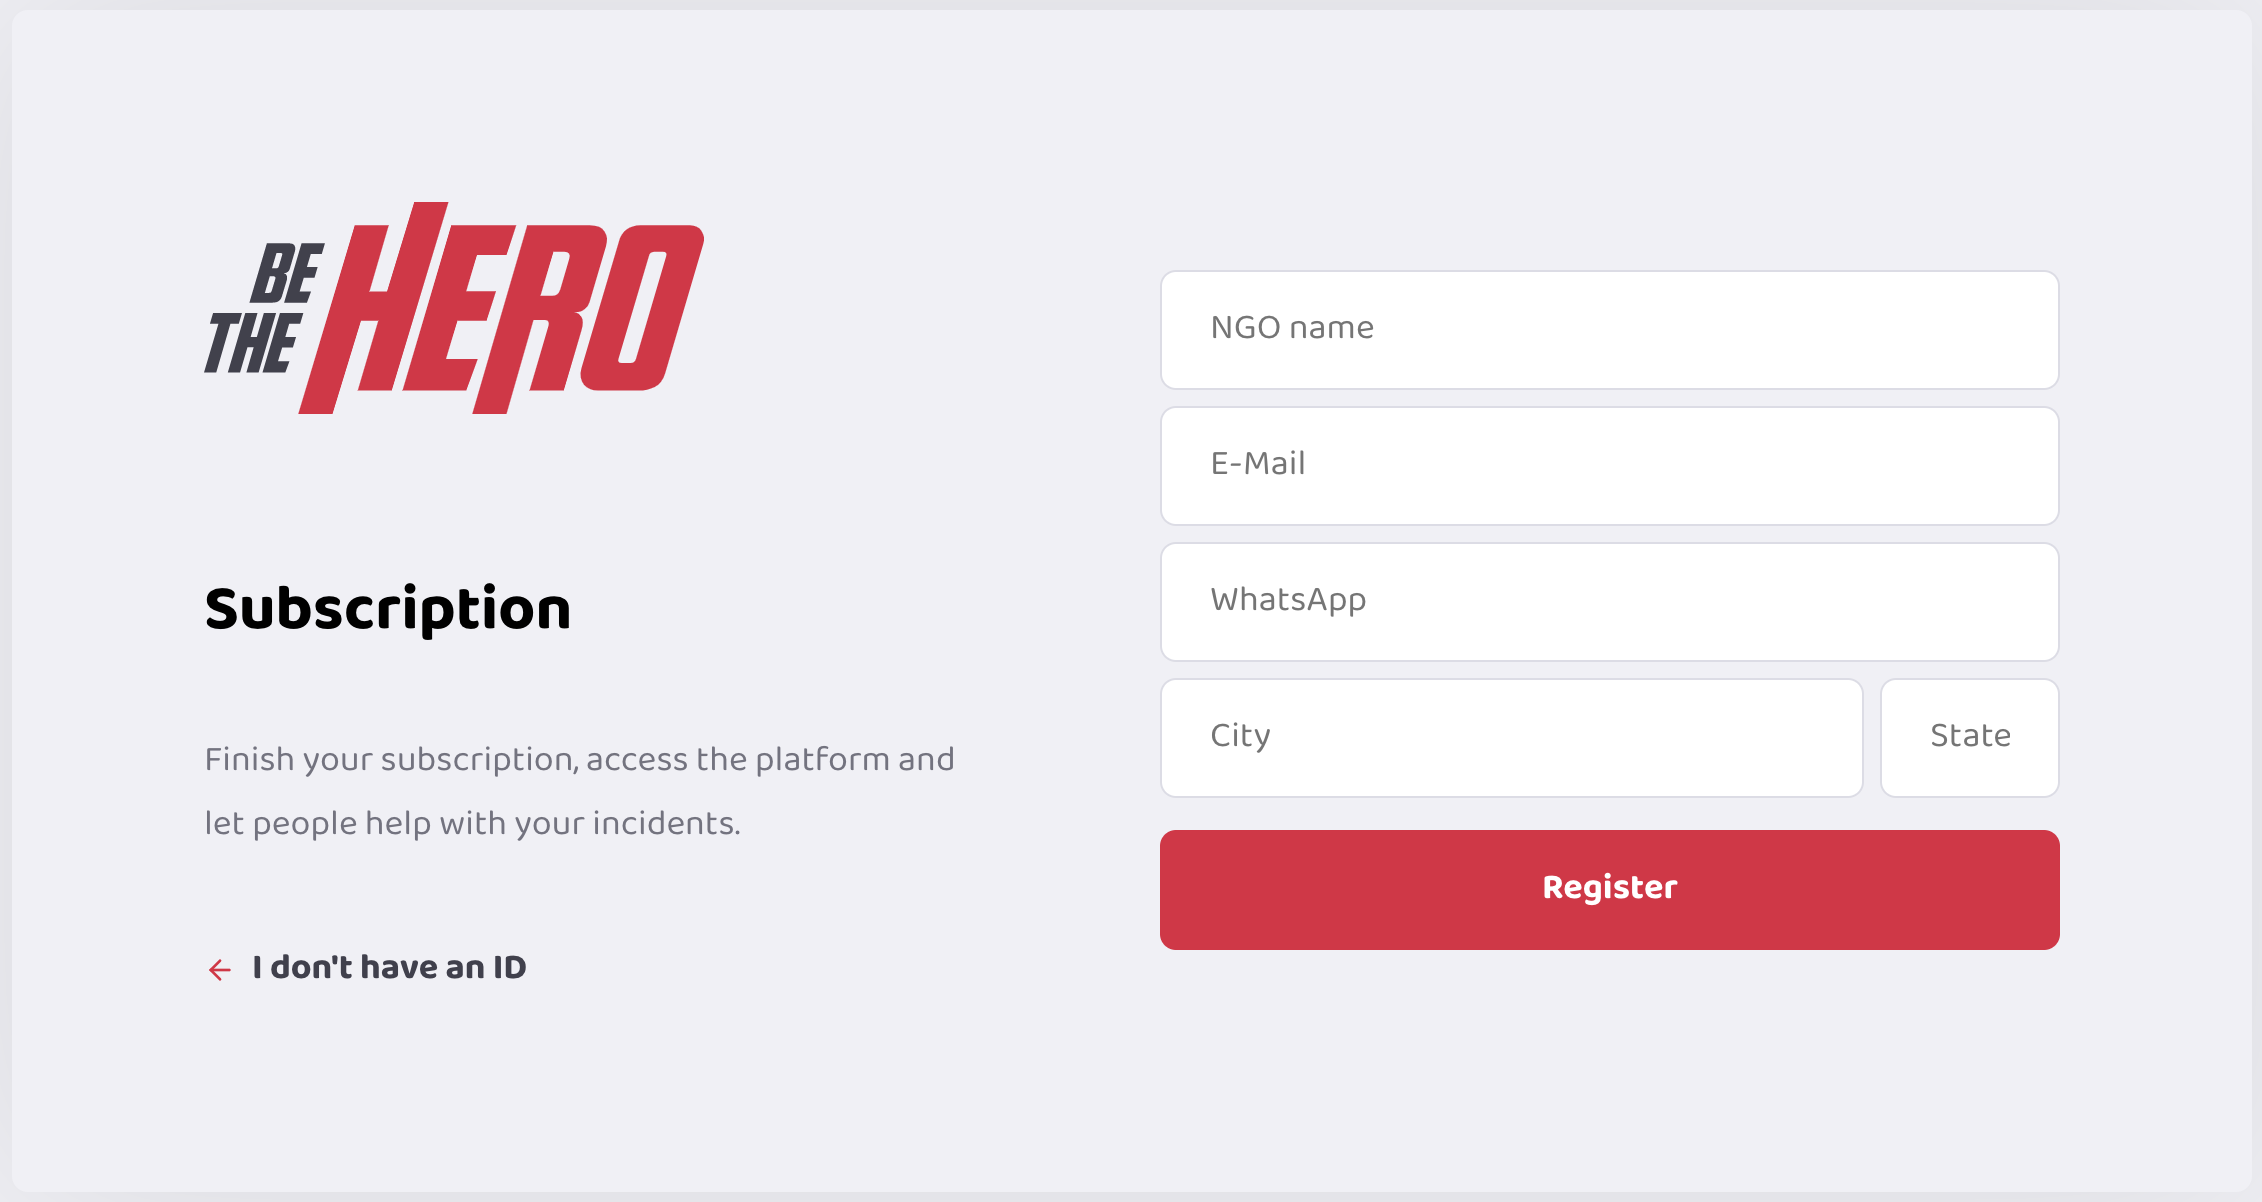 BE
THE
HERO
Subscription
Finish your subscription, access the platform and
let people help with your incidents.
I don't have an ID
NGO name
E-Mail
WhatsApp
City
State
Register